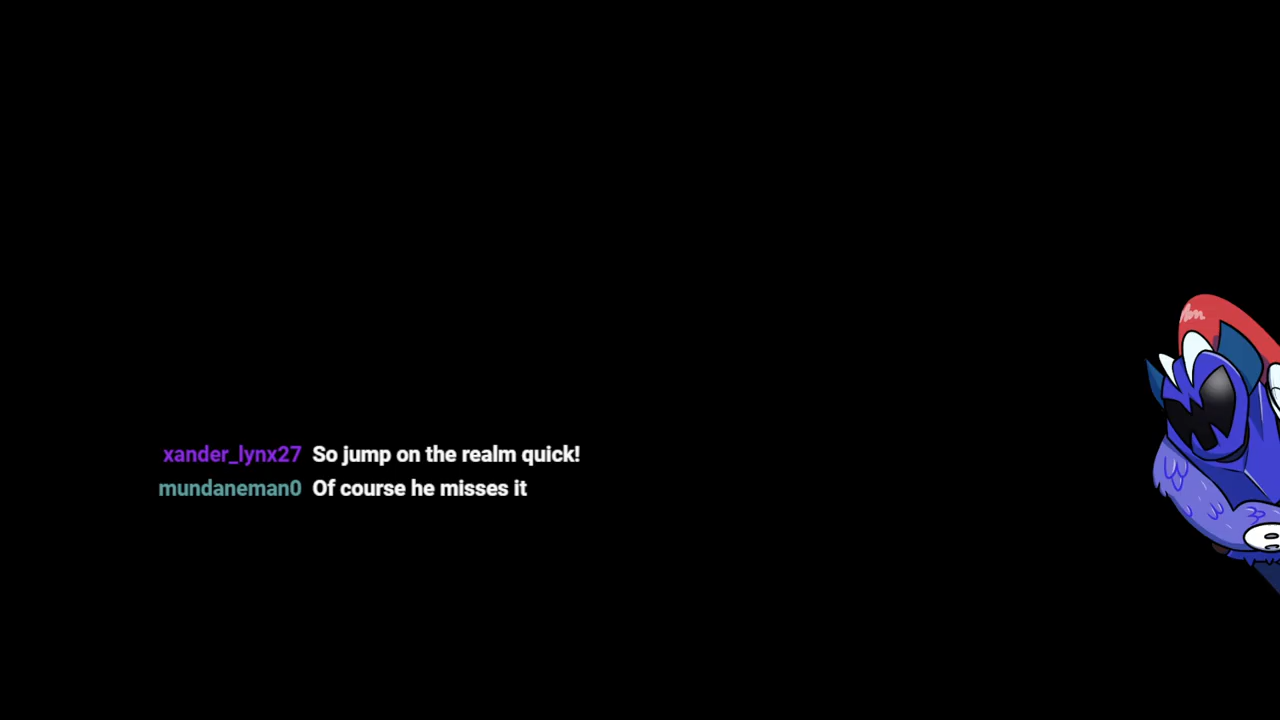 xander_lynx27 So jump on the realm quick!
mundaneman0 Of course he misses it